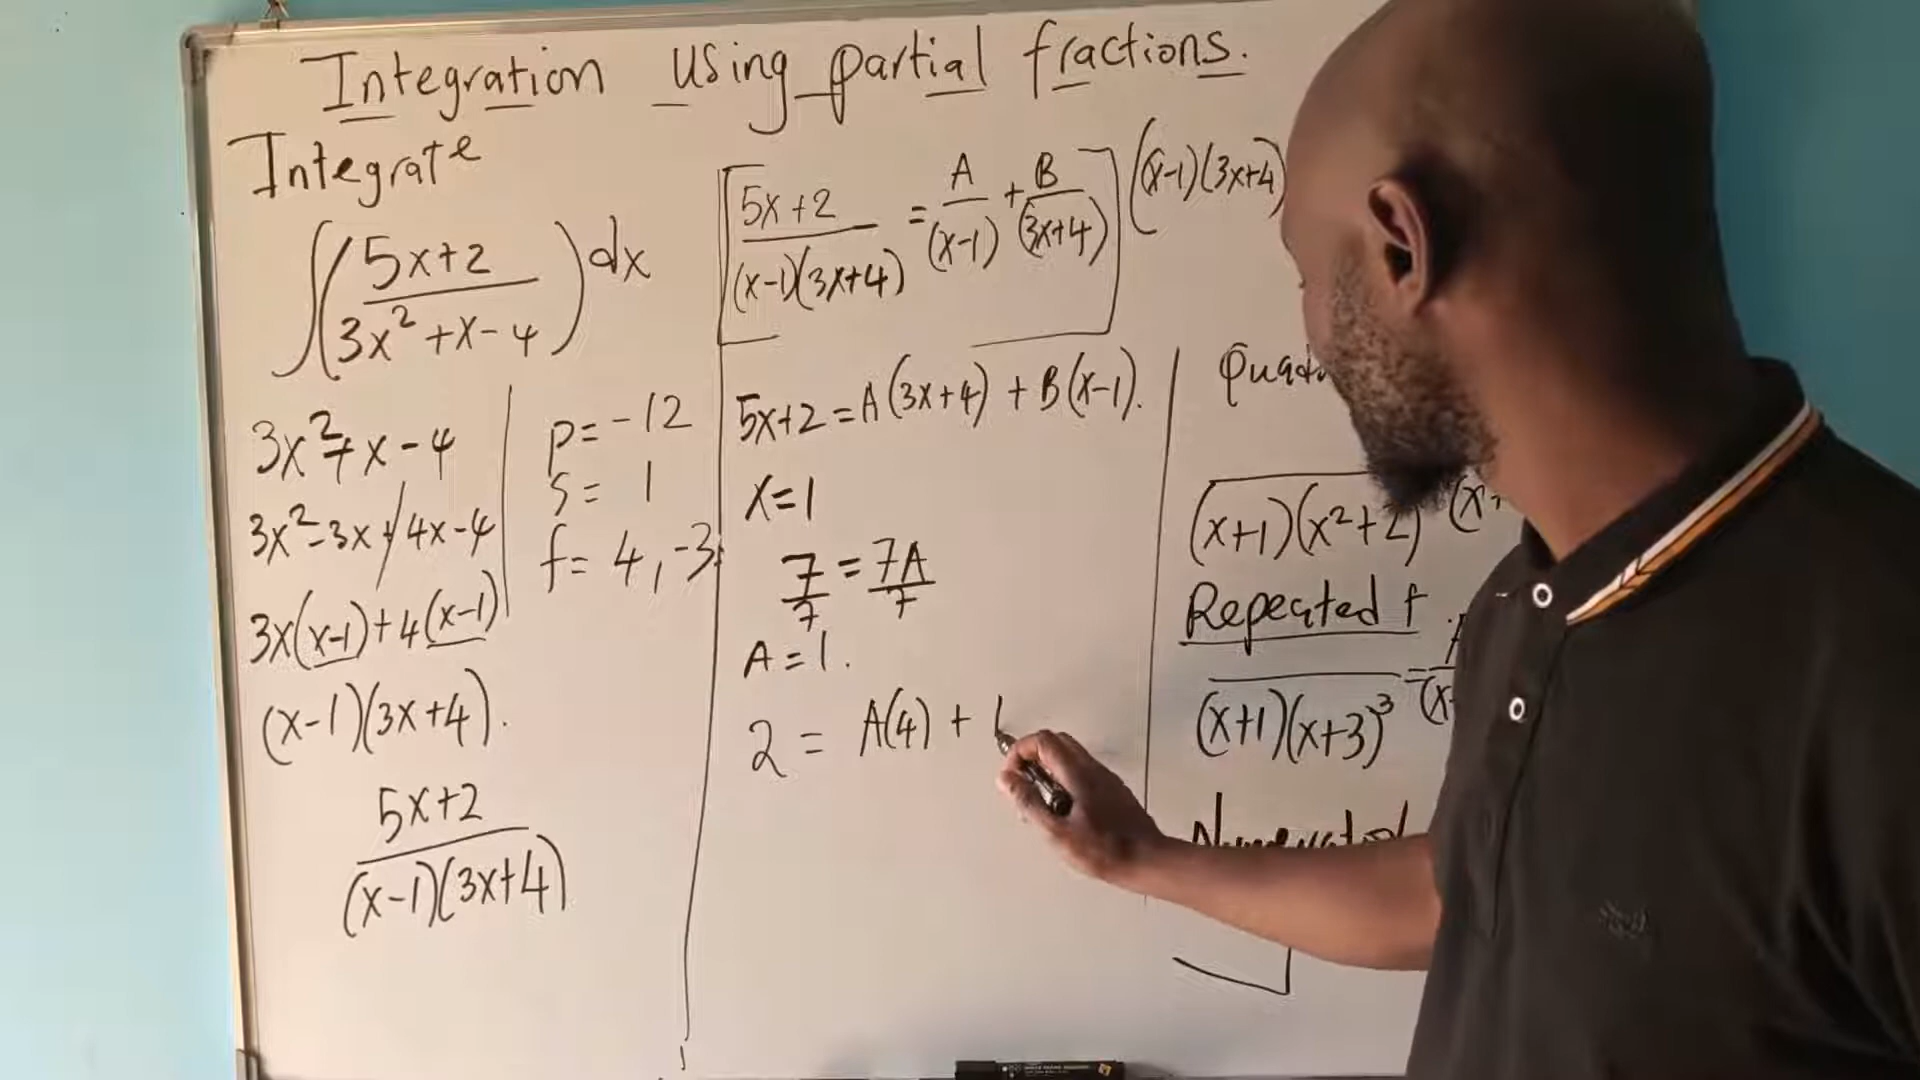 Integration using partial fractions.
Integrate
∫(5x+2 / 3x²+x-4) dx
3x²+x-4
3x²-3x+4x-4
3x(x-1)+4(x-1)
(x-1)(3x+4).
5x+2 / (x-1)(3x+4)
p= -12
s= 1
f= 4, -3
[5x+2 / (x-1)(3x+4) = A / (x-1) + B / (3x+4)] (x-1)(3x+4)
5x+2 = A(3x+4) + B(x-1).
x=1
7/7 = 7A/7
A=1.
2 = A(4) +
(x+1)(x²+2)
Repeated f
(x+1)(x+3)³ =